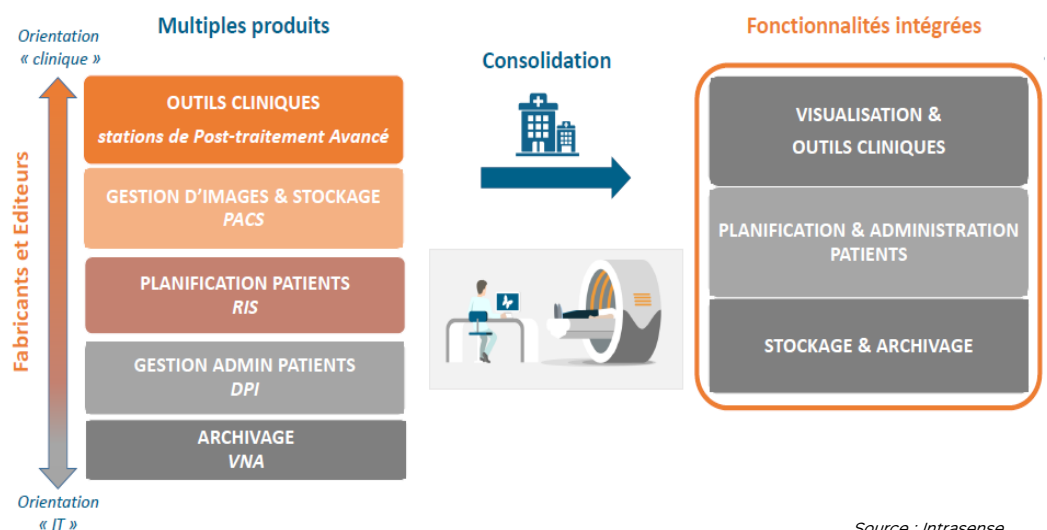 Orientation
« clinique »
Multiples produits
Fabricants et Editeurs
OUTILS CLINIQUES
stations de Post-traitement Avancé
GESTION D'IMAGES & STOCKAGE
PACS
PLANIFICATION PATIENTS
RIS
GESTION ADMIN PATIENTS
DPI
ARCHIVAGE
VNA
Orientation
« IT »
Consolidation
Fonctionnalités intégrées
VISUALISATION &
OUTILS CLINIQUES
PLANIFICATION & ADMINISTRATION
PATIENTS
STOCKAGE & ARCHIVAGE
Source : Intrasense